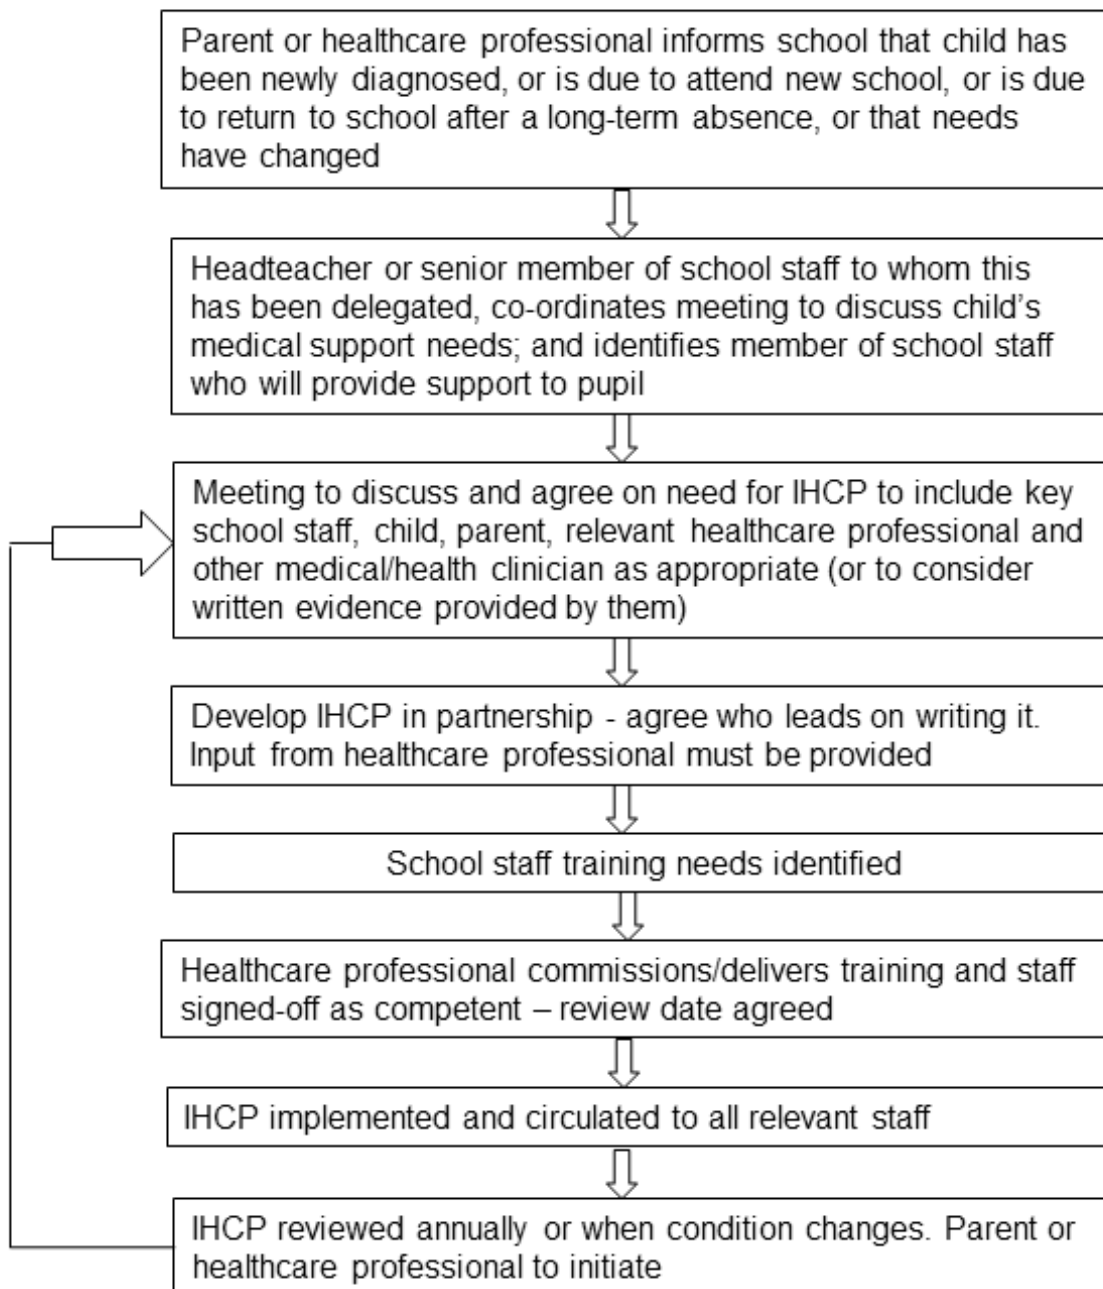 Parent or healthcare professional informs school that child has
been newly diagnosed, or is due to attend new school, or is due
to return to school after a long-term absence, or that needs
have changed
Headteacher or senior member of school staff to whom this
has been delegated, co-ordinates meeting to discuss child's
medical support needs; and identifies member of school staff
who will provide support to pupil
Meeting to discuss and agree on need for IHCP to include key
school staff, child, parent, relevant healthcare professional and
other medical/health clinician as appropriate (or to consider
written evidence provided by them)
Develop IHCP in partnership - agree who leads on writing it.
Input from healthcare professional must be provided
School staff training needs identified
Healthcare professional commissions/delivers training and staff
signed-off as competent – review date agreed
IHCP implemented and circulated to all relevant staff
IHCP reviewed annually or when condition changes. Parent or
healthcare professional to initiate